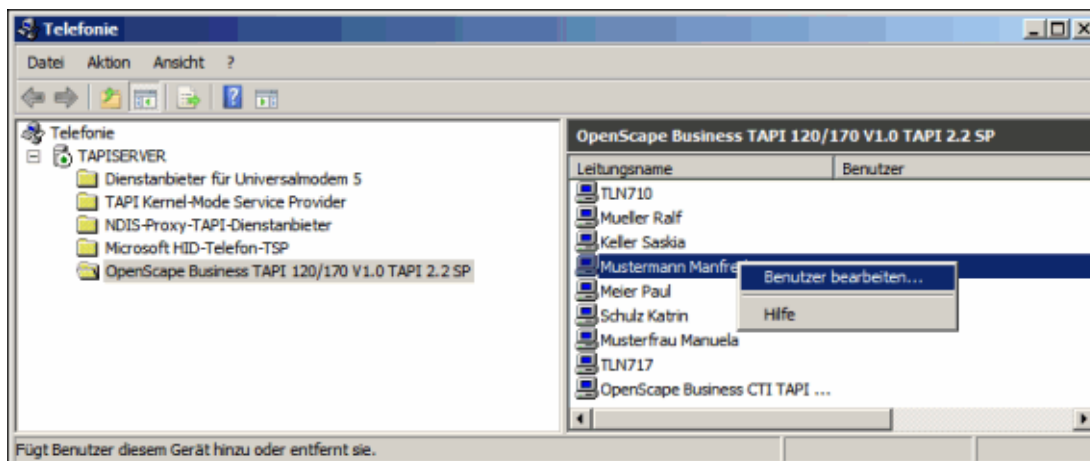 Telefonie
Datei Aktion Ansicht ?
Telefonie
TAPISERVER
Dienstanbieter für Universalmodem 5
TAPI Kernel-Mode Service Provider
NDIS-Proxy-TAPI-Dienstanbieter
Microsoft HID-Telefon-TSP
OpenScape Business TAPI 120/170 V1.0 TAPI 2.2 SP
OpenScape Business TAPI 120/170 V1.0 TAPI 2.2 SP
Leitungsname Benutzer
TLN710
Mueller Ralf
Keller Saskia
Mustermann Manfre
Meier Paul
Schulz Katrin
Musterfrau Manuela
TLN717
OpenScape Business CTI TAPI ...
Benutzer bearbeiten...
Hilfe
Fügt Benutzer diesem Gerät hinzu oder entfernt sie.